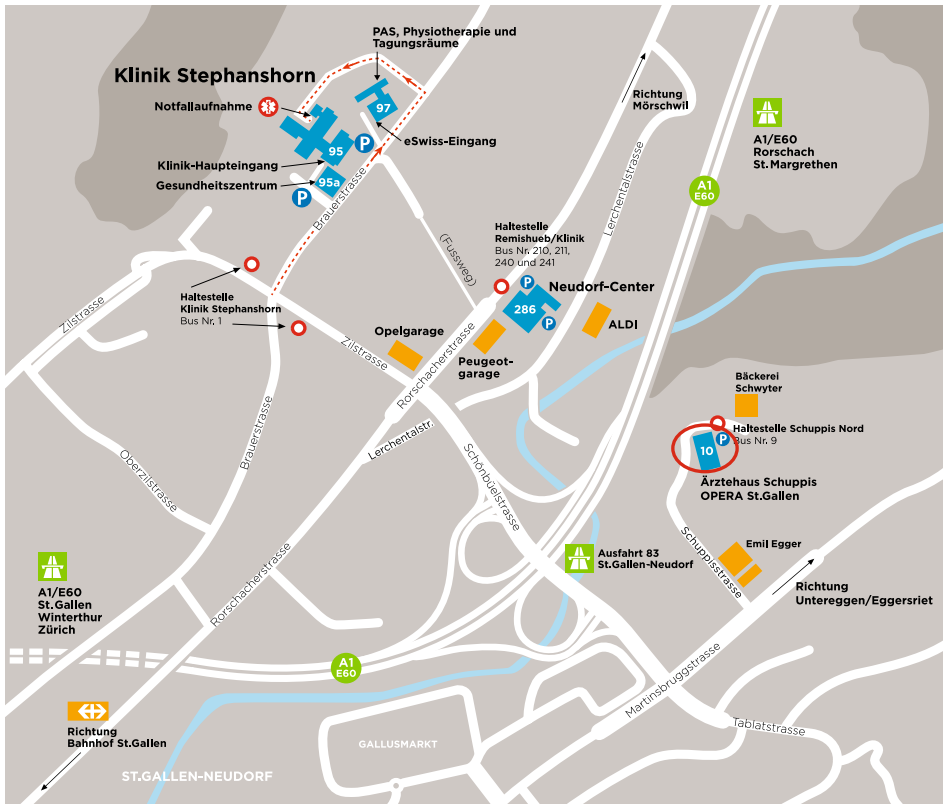 PAS, Physiotherapie und
Tagungsräume
Klinik Stephanshorn
Notfallaufnahme
97
eSwiss-Eingang
P
95
Klinik-Haupteingang
Gesundheitszentrum
95a
P
Brauerstrasse
Richtung
Mörschwil
A1/E60
Rorschach
St.Margrethen
A1
E60
Lerchentalstrasse
(Fussweg)
Haltestelle
Remishueb/Klinik
Bus Nr. 210, 211,
240 und 241
P
Neudorf-Center
286
P
ALDI
Haltestelle
Klinik Stephanshorn
Bus Nr. 1
Zilstrasse
Zilstrasse
Opelgarage
Peugeot-
garage
Rorschacherstrasse
Bäckerei
Schwyter
Haltestelle Schuppis Nord
Bus Nr. 9
P
10
Ärztehaus Schuppis
OPERA St.Gallen
Brauerstrasse
Lerchentalstr.
Oberzilstrasse
Schönbüelstrasse
Schuppisstrasse
Emil Egger
Ausfahrt 83
St.Gallen-Neudorf
Richtung
Untereggen/Eggersriet
A1/E60
St.Gallen
Winterthur
Zürich
Rorschacherstrasse
A1
E60
Martinsbruggstrasse
Tablatstrasse
Richtung
Bahnhof St.Gallen
GALLUSMARKT
ST.GALLEN-NEUDORF